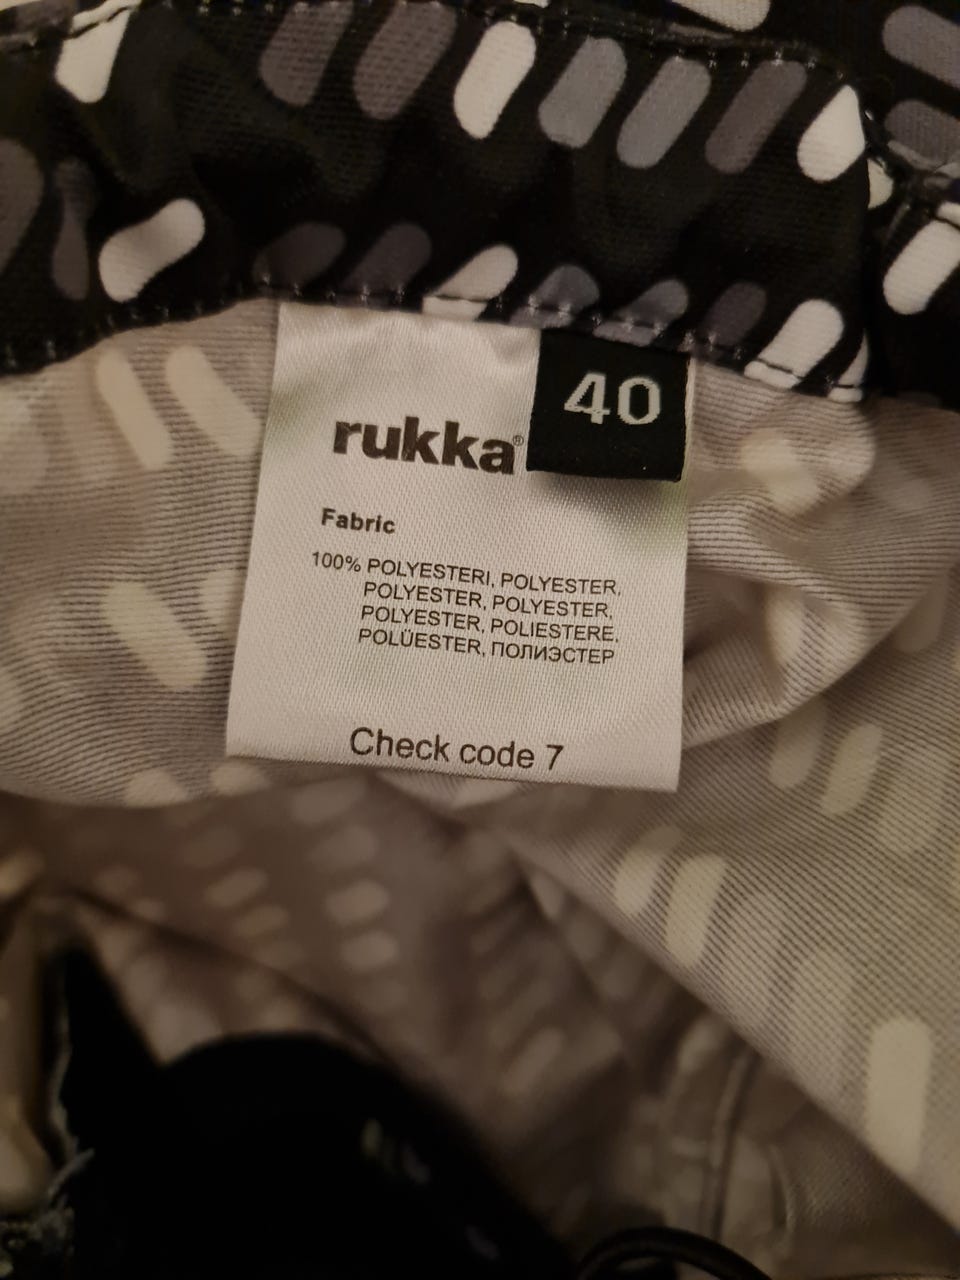 40
rukka®
Fabric
100% POLYESTERI, POLYESTER,
POLYESTER, POLYESTER,
POLYESTER, POLIESTERE,
POLÜESTER, ПОЛИЭСТЕР
Check code 7